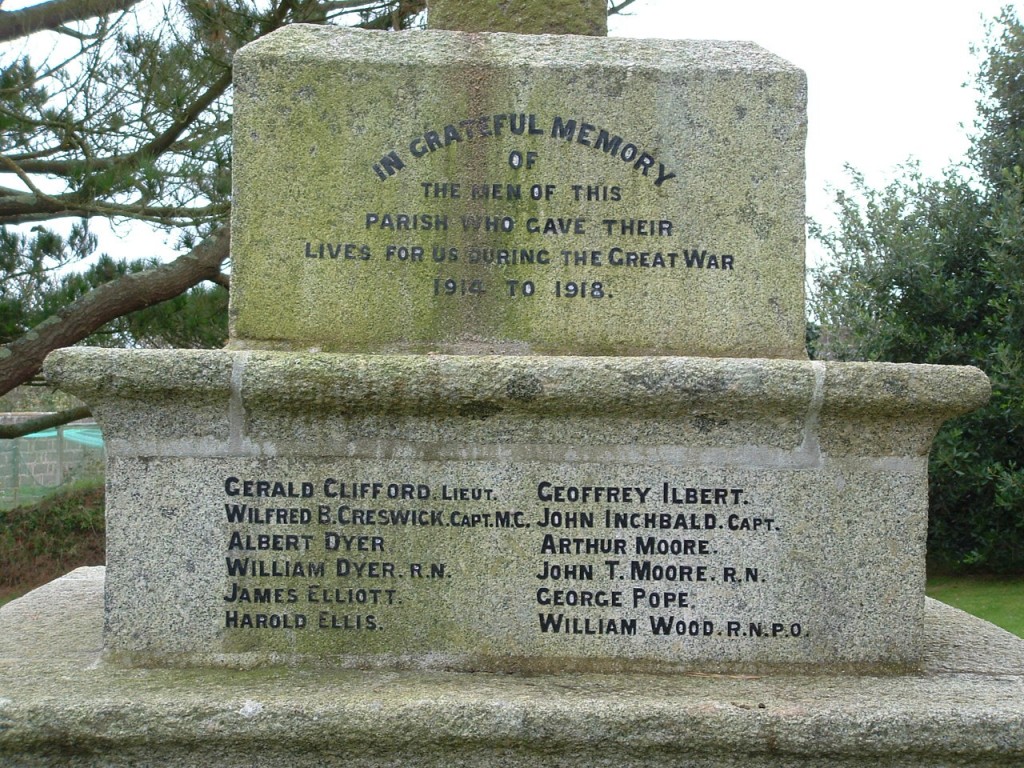 IN GRATEFUL MEMORY
OF
THE MEN OF THIS
PARISH WHO GAVE THEIR
LIVES FOR US DURING THE GREAT WAR
1914 TO 1918.
GERALD CLIFFORD. LIEUT.
WILFRED B. CRESWICK. CAPT. M.C.
ALBERT DYER
WILLIAM DYER. R.N.
JAMES ELLIOTT.
HAROLD ELLIS.
GEOFFREY ILBERT.
JOHN INCHBALD. CAPT.
ARTHUR MOORE.
JOHN T. MOORE. R.N.
GEORGE POPE.
WILLIAM WOOD. R.N. P.O.